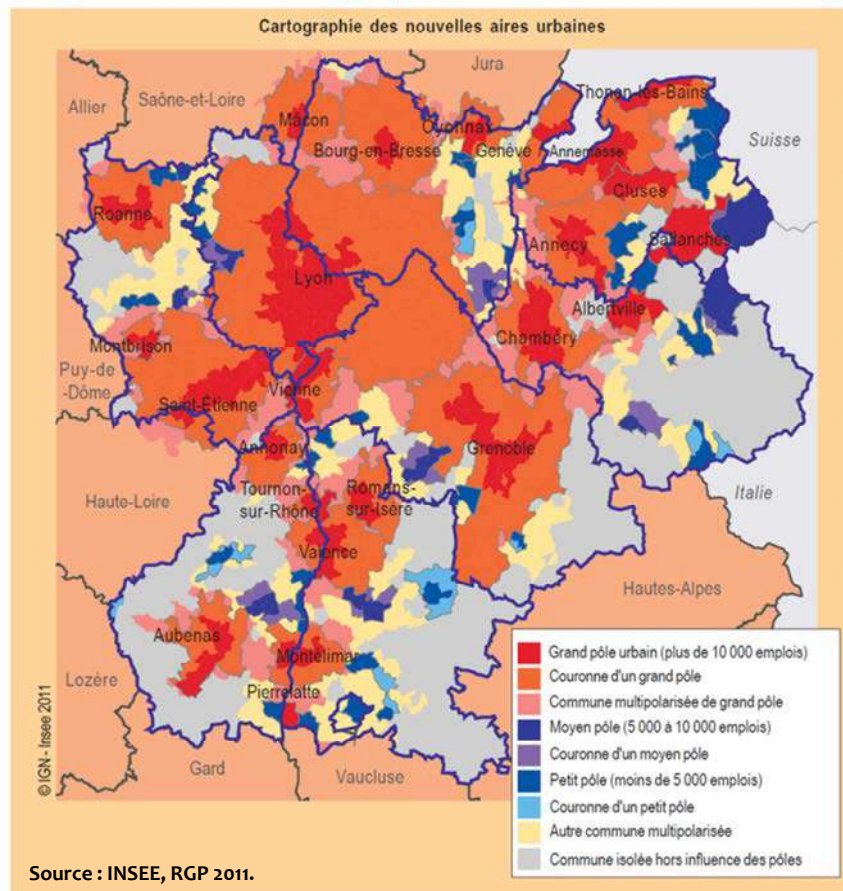 Cartographie des nouvelles aires urbaines
Jura
Allier
Saône-et-Loire
Thonon-les-Bains
Mâcon
Oyonnax
Suisse
Bourg-en-Bresse
Genève
Annemasse
Cluses
Roanne
Annecy
Sallanches
Lyon
Albertville
Chambéry
Montbrison
Puy-de
-Dôme
Vienne
Saint-Étienne
Annonay
Grenoble
Haute-Loire
Tournon-
sur-Rhône
Romans-
sur-Isère
Italie
Valence
Hautes-Alpes
Aubenas
Montélimar
Lozère
Pierrelatte
Gard
Vaucluse
© IGN - Insee 2011
Grand pôle urbain (plus de 10 000 emplois)
Couronne d'un grand pôle
Commune multipolarisée de grand pôle
Moyen pôle (5 000 à 10 000 emplois)
Couronne d'un moyen pôle
Petit pôle (moins de 5 000 emplois)
Couronne d'un petit pôle
Autre commune multipolarisée
Commune isolée hors influence des pôles
Source : INSEE, RGP 2011.